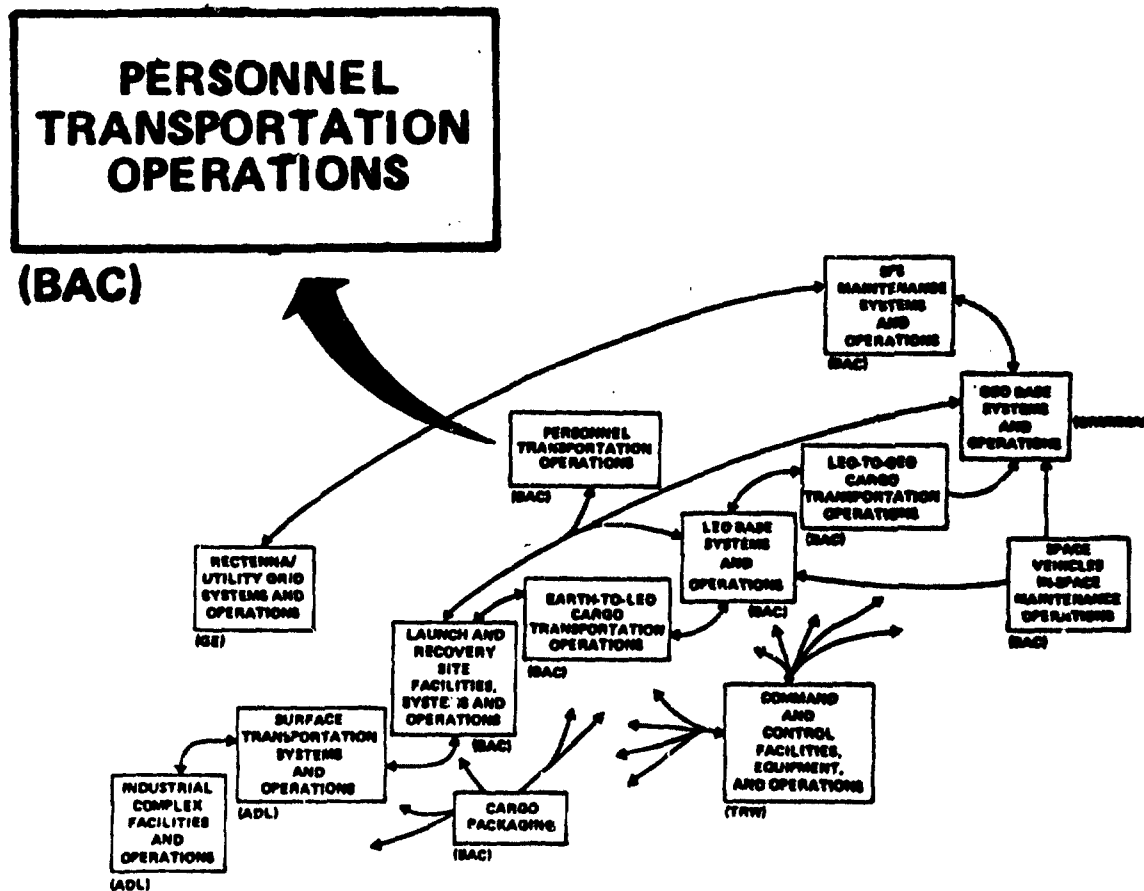 PERSONNEL
TRANSPORTATION
OPERATIONS
(BAC)
SPS
MAINTENANCE
SYSTEMS
AND
OPERATIONS
(BAC)
GEO BASE
SYSTEMS
AND
OPERATIONS
PERSONNEL
TRANSPORTATION
OPERATIONS
(BAC)
LEO-TO-GEO
CARGO
TRANSPORTATION
OPERATIONS
(BAC)
LEO BASE
SYSTEMS
AND
OPERATIONS
(BAC)
SPACE
VEHICLES
IN-SPACE
MAINTENANCE
OPERATIONS
(BAC)
RECTENNA/
UTILITY GRID
SYSTEMS AND
OPERATIONS
(GE)
EARTH-TO-LEO
CARGO
TRANSPORTATION
OPERATIONS
(BAC)
LAUNCH AND
RECOVERY
SITE
FACILITIES,
SYSTEMS AND
OPERATIONS
(BAC)
COMMAND
AND
CONTROL
FACILITIES,
EQUIPMENT,
AND OPERATIONS
(TRW)
SURFACE
TRANSPORTATION
SYSTEMS
AND
OPERATIONS
(ADL)
INDUSTRIAL
COMPLEX
FACILITIES
AND
OPERATIONS
(ADL)
CARGO
PACKAGING
(BAC)